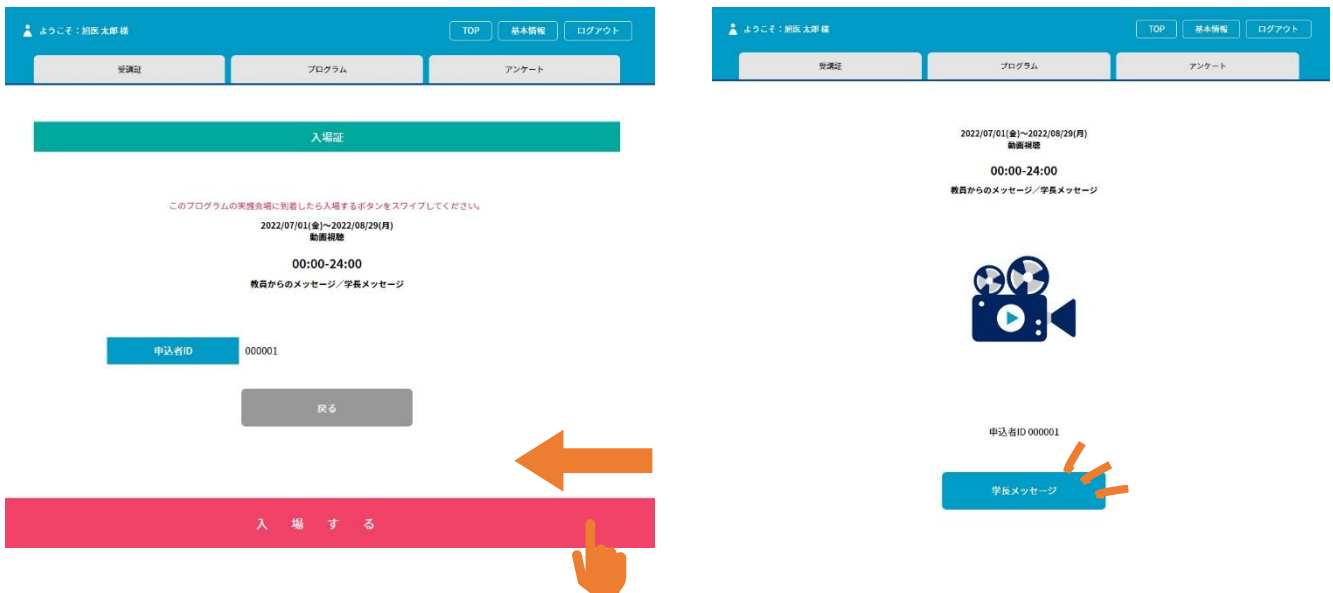 ようこそ：旭医 太郎 様
TOP
基本情報
ログアウト
受講証
プログラム
アンケート
入場証
このプログラムの実施会場に到着したら入場するボタンをスワイプしてください。
2022/07/01(金)～2022/08/29(月)
動画視聴
00:00-24:00
教員からのメッセージ／学長メッセージ
申込者ID
000001
戻る
入場する
ようこそ：旭医 太郎 様
TOP
基本情報
ログアウト
受講証
プログラム
アンケート
2022/07/01(金)～2022/08/29(月)
動画視聴
00:00-24:00
教員からのメッセージ／学長メッセージ
申込者ID 000001
学長メッセージ